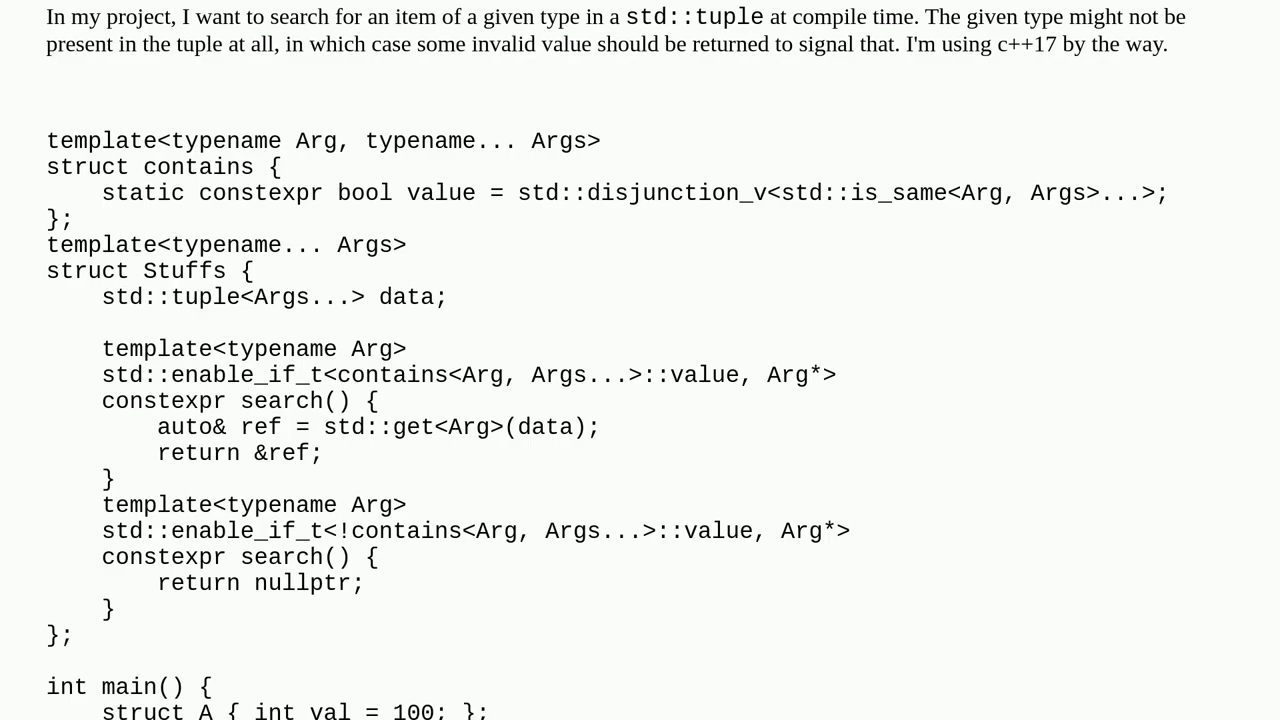 In my project, I want to search for an item of a given type in a std::tuple at compile time. The given type might not be
present in the tuple at all, in which case some invalid value should be returned to signal that. I'm using c++17 by the way.
template<typename Arg, typename... Args>
struct contains {
    static constexpr bool value = std::disjunction_v<std::is_same<Arg, Args>...>;
};
template<typename... Args>
struct Stuffs {
    std::tuple<Args...> data;
    template<typename Arg>
    std::enable_if_t<contains<Arg, Args...>::value, Arg*>
    constexpr search() {
        auto& ref = std::get<Arg>(data);
        return &ref;
    }
    template<typename Arg>
    std::enable_if_t<!contains<Arg, Args...>::value, Arg*>
    constexpr search() {
        return nullptr;
    }
};
int main() {
    struct A { int val = 100; };